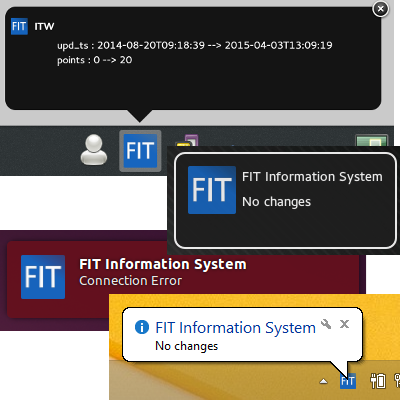 FIT
ITW
upd_ts : 2014-08-20T09:18:39 --> 2015-04-03T13:09:19
points : 0 --> 20
FIT
FIT
FIT Information System
No changes
FIT
FIT Information System
Connection Error
FIT Information System
No changes
FIT